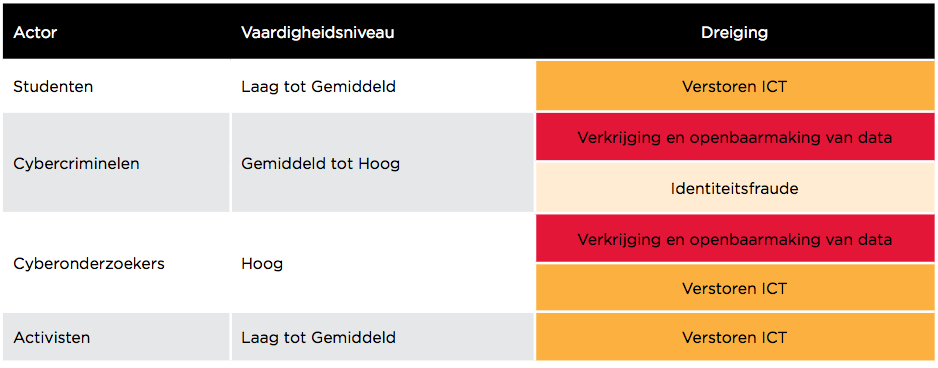 Actor Vaardigheidsniveau Dreiging
Studenten Laag tot Gemiddeld Verstoren ICT
Cybercriminelen Gemiddeld tot Hoog Verkrijging en openbaarmaking van data
Identiteitsfraude
Cyberonderzoekers Hoog Verkrijging en openbaarmaking van data
Verstoren ICT
Activisten Laag tot Gemiddeld Verstoren ICT